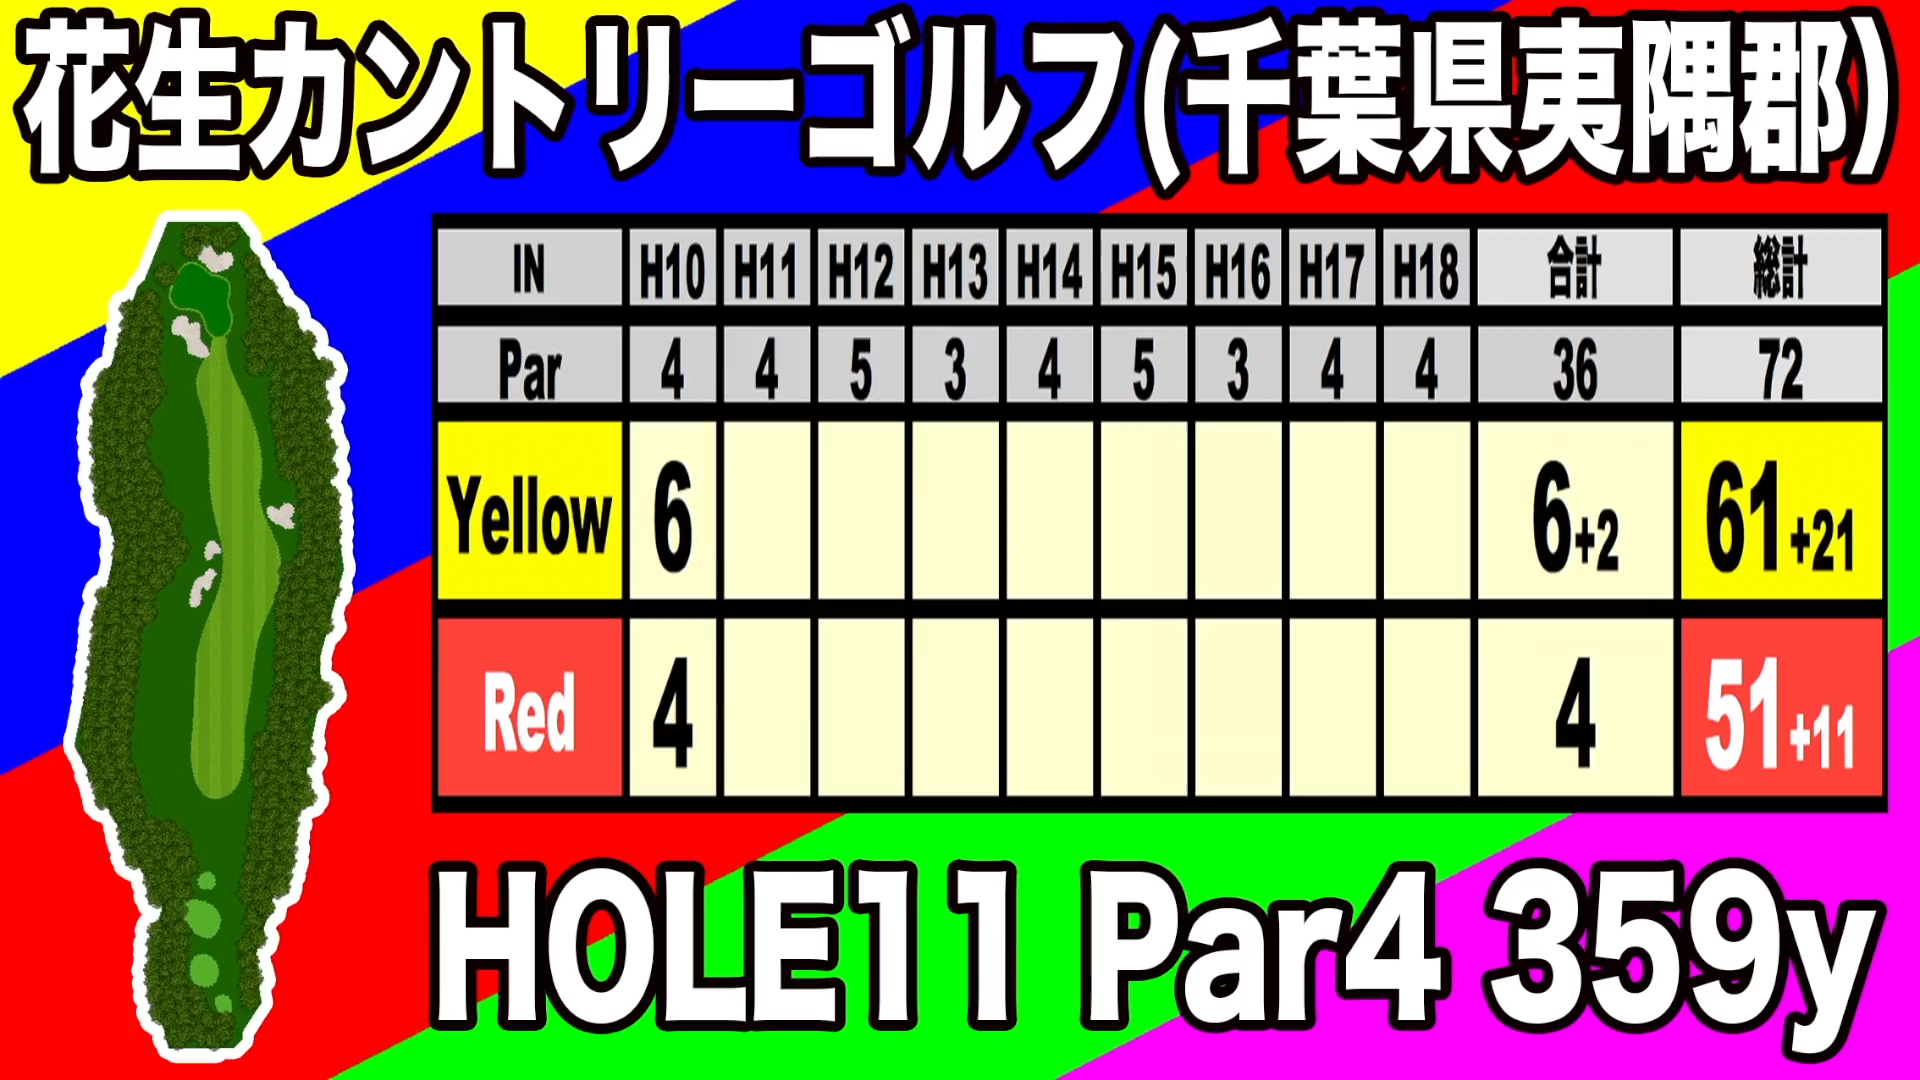 花生カントリーゴルフ(千葉県夷隅郡)
IN H10 H11 H12 H13 H14 H15 H16 H17 H18 合計 総計
Par 4 4 5 3 4 5 3 4 4 36 72
Yellow 6 6+2 61+21
Red 4 4 51+11
HOLE11 Par4 359y